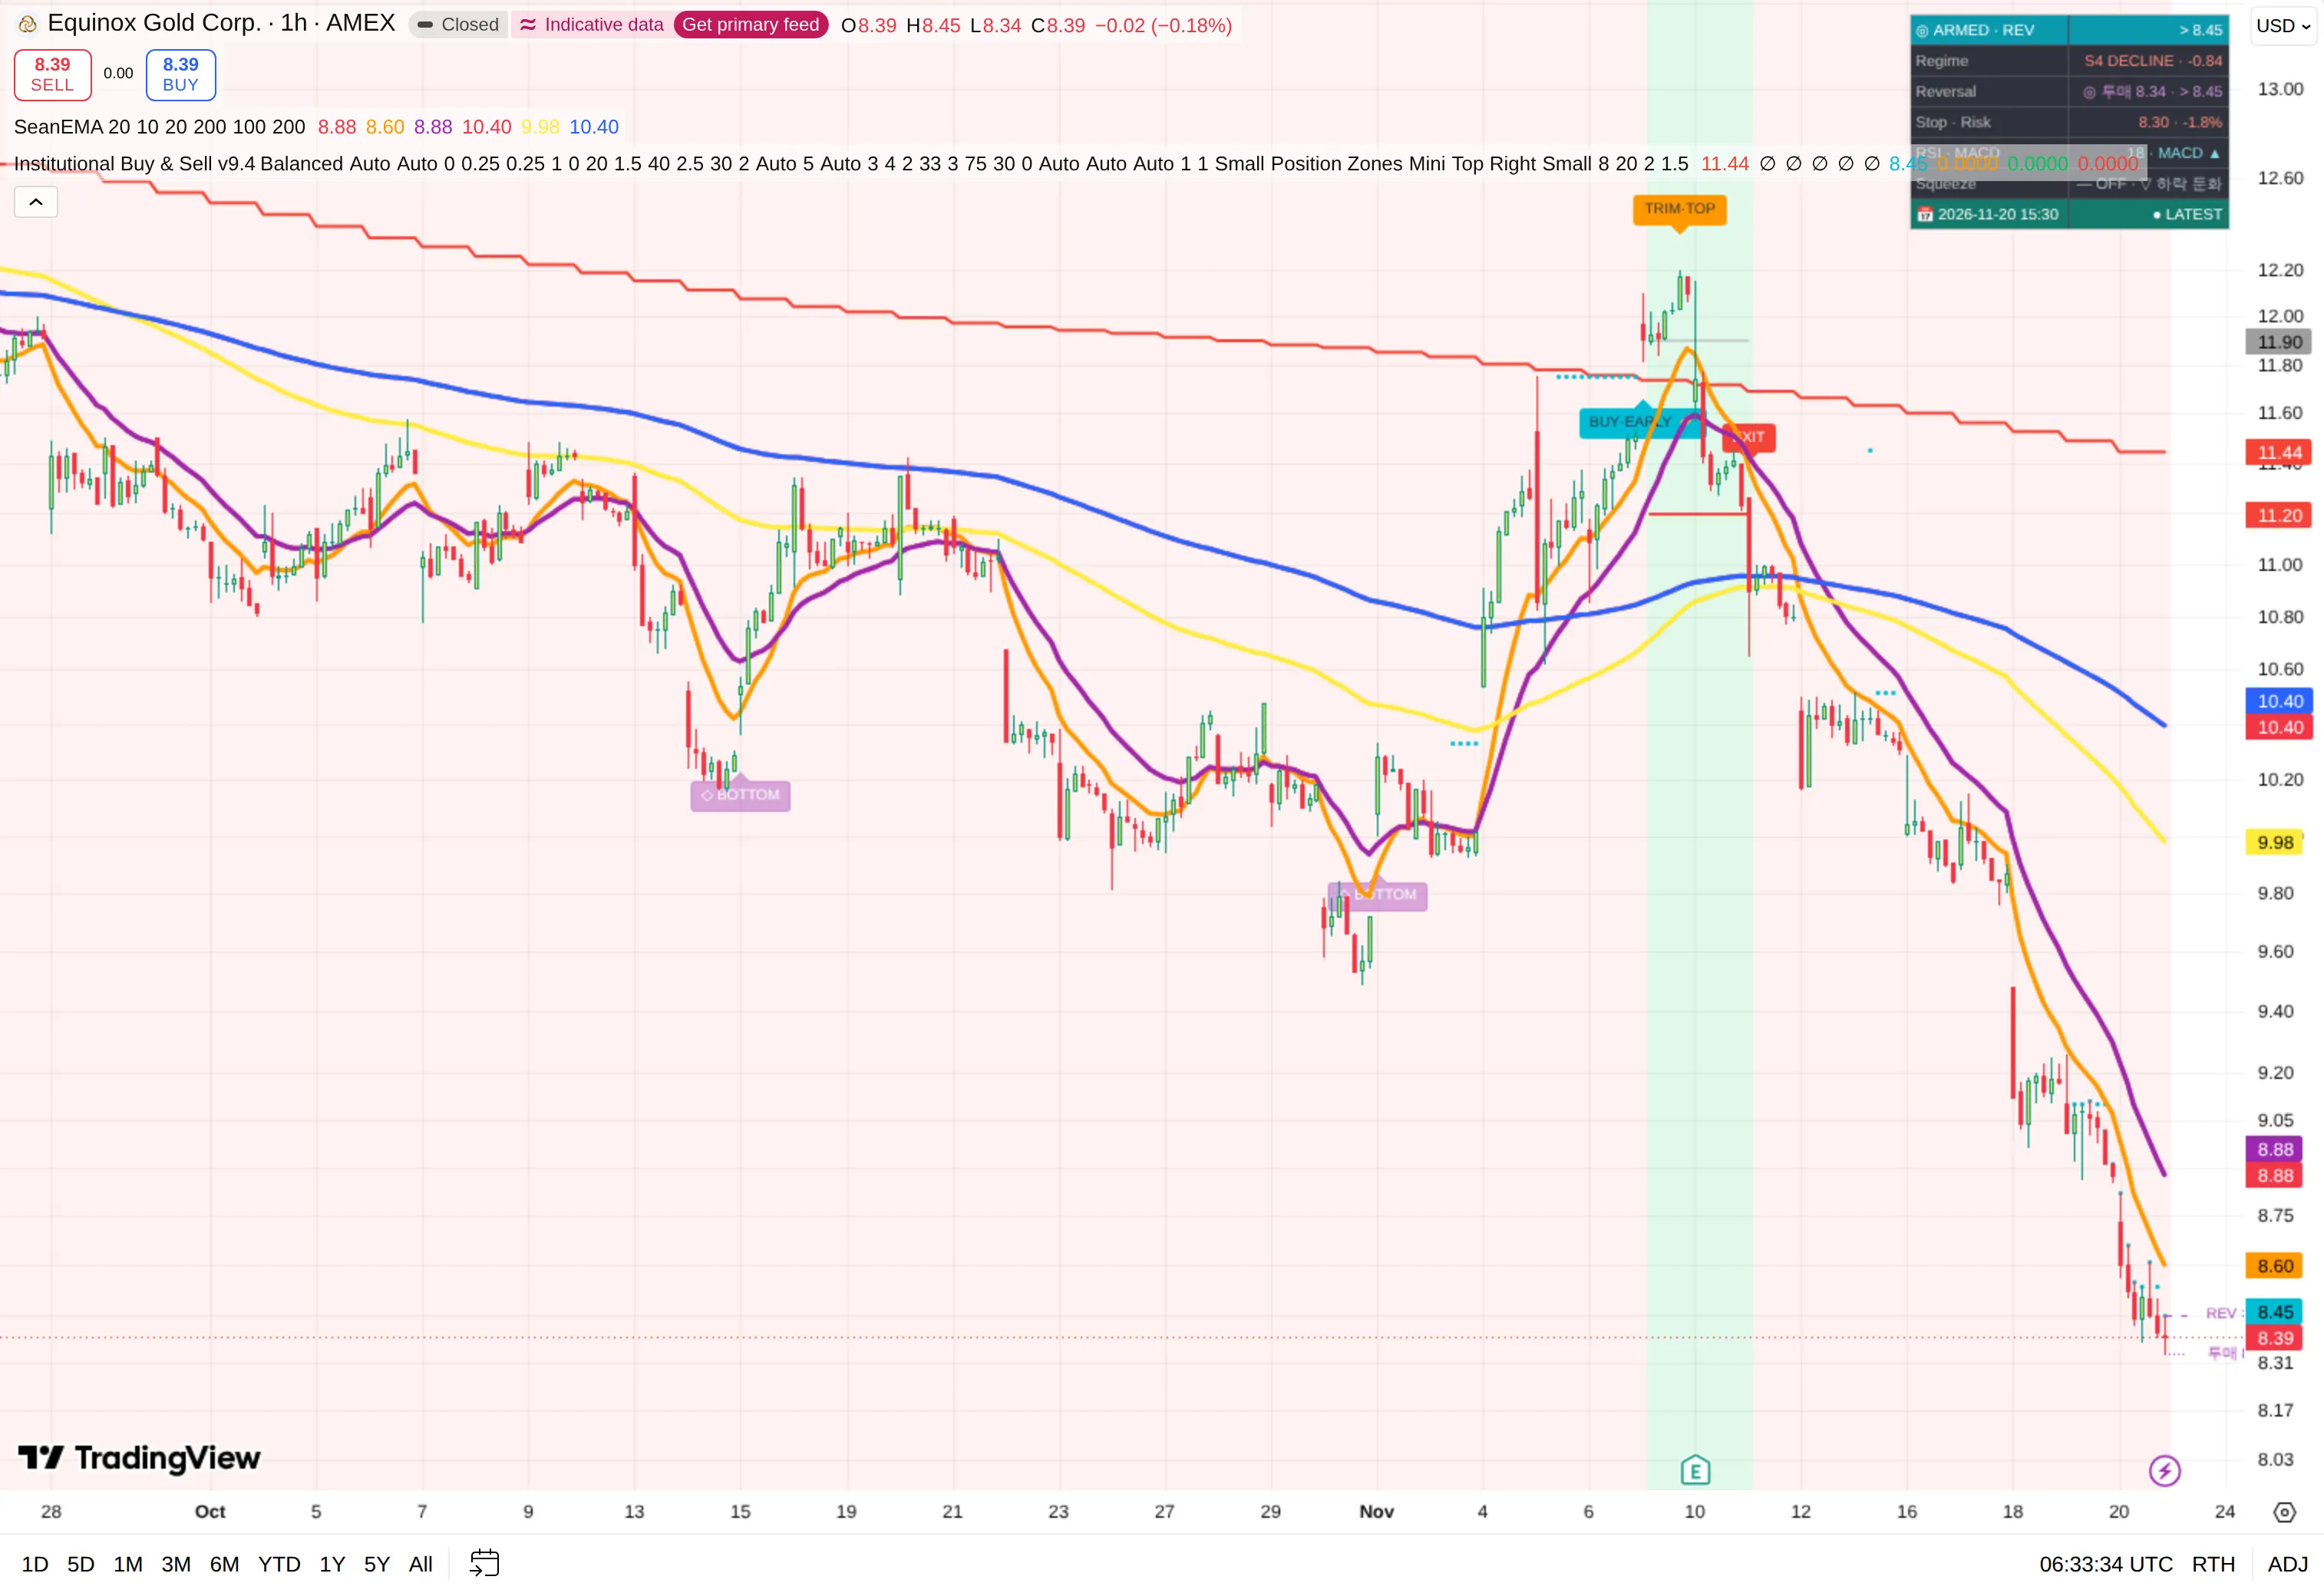 Equinox Gold Corp. · 1h · AMEX Closed Indicative data Get primary feed O8.39 H8.45 L8.34 C8.39 −0.02 (−0.18%)
8.39 SELL 0.00 8.39 BUY
SeanEMA 20 10 20 200 100 200 8.88 8.60 8.88 10.40 9.98 10.40
Institutional Buy & Sell v9.4 Balanced Auto Auto 0 0.25 0.25 1 0 20 1.5 40 2.5 30 2 Auto 5 Auto 3 4 2 33 3 75 30 0 Auto Auto Auto 1 1 Small Position Zones Mini Top Right Small 8 20 2 1.5 11.44 ∅ ∅ ∅ ∅ ∅ 8.45 0.0000 0.0000 0.0000
◎ ARMED · REV > 8.45
Regime S4 DECLINE · -0.84
Reversal ◎ 투매 8.34 · > 8.45
Stop · Risk 8.30 · -1.8%
RSI · MACD 18 · MACD ▲
Squeeze — OFF · ▽ 하락 둔화
2026-11-20 15:30 ● LATEST
USD
13.00
12.60
12.20
12.00
11.90
11.80
11.60
11.44
11.20
11.00
10.80
10.60
10.40
10.40
10.20
9.98
9.80
9.60
9.40
9.20
9.05
8.88
8.88
8.75
8.60
8.45
8.39
8.31
8.17
8.03
TRIM-TOP
BUY-EARLY
EXIT
◇ BOTTOM
◇ BOTTOM
REV
투매
E
TradingView
28 Oct 5 7 9 13 15 19 21 23 27 29 Nov 4 6 10 12 16 18 20 24
1D 5D 1M 3M 6M YTD 1Y 5Y All 06:33:34 UTC RTH ADJ